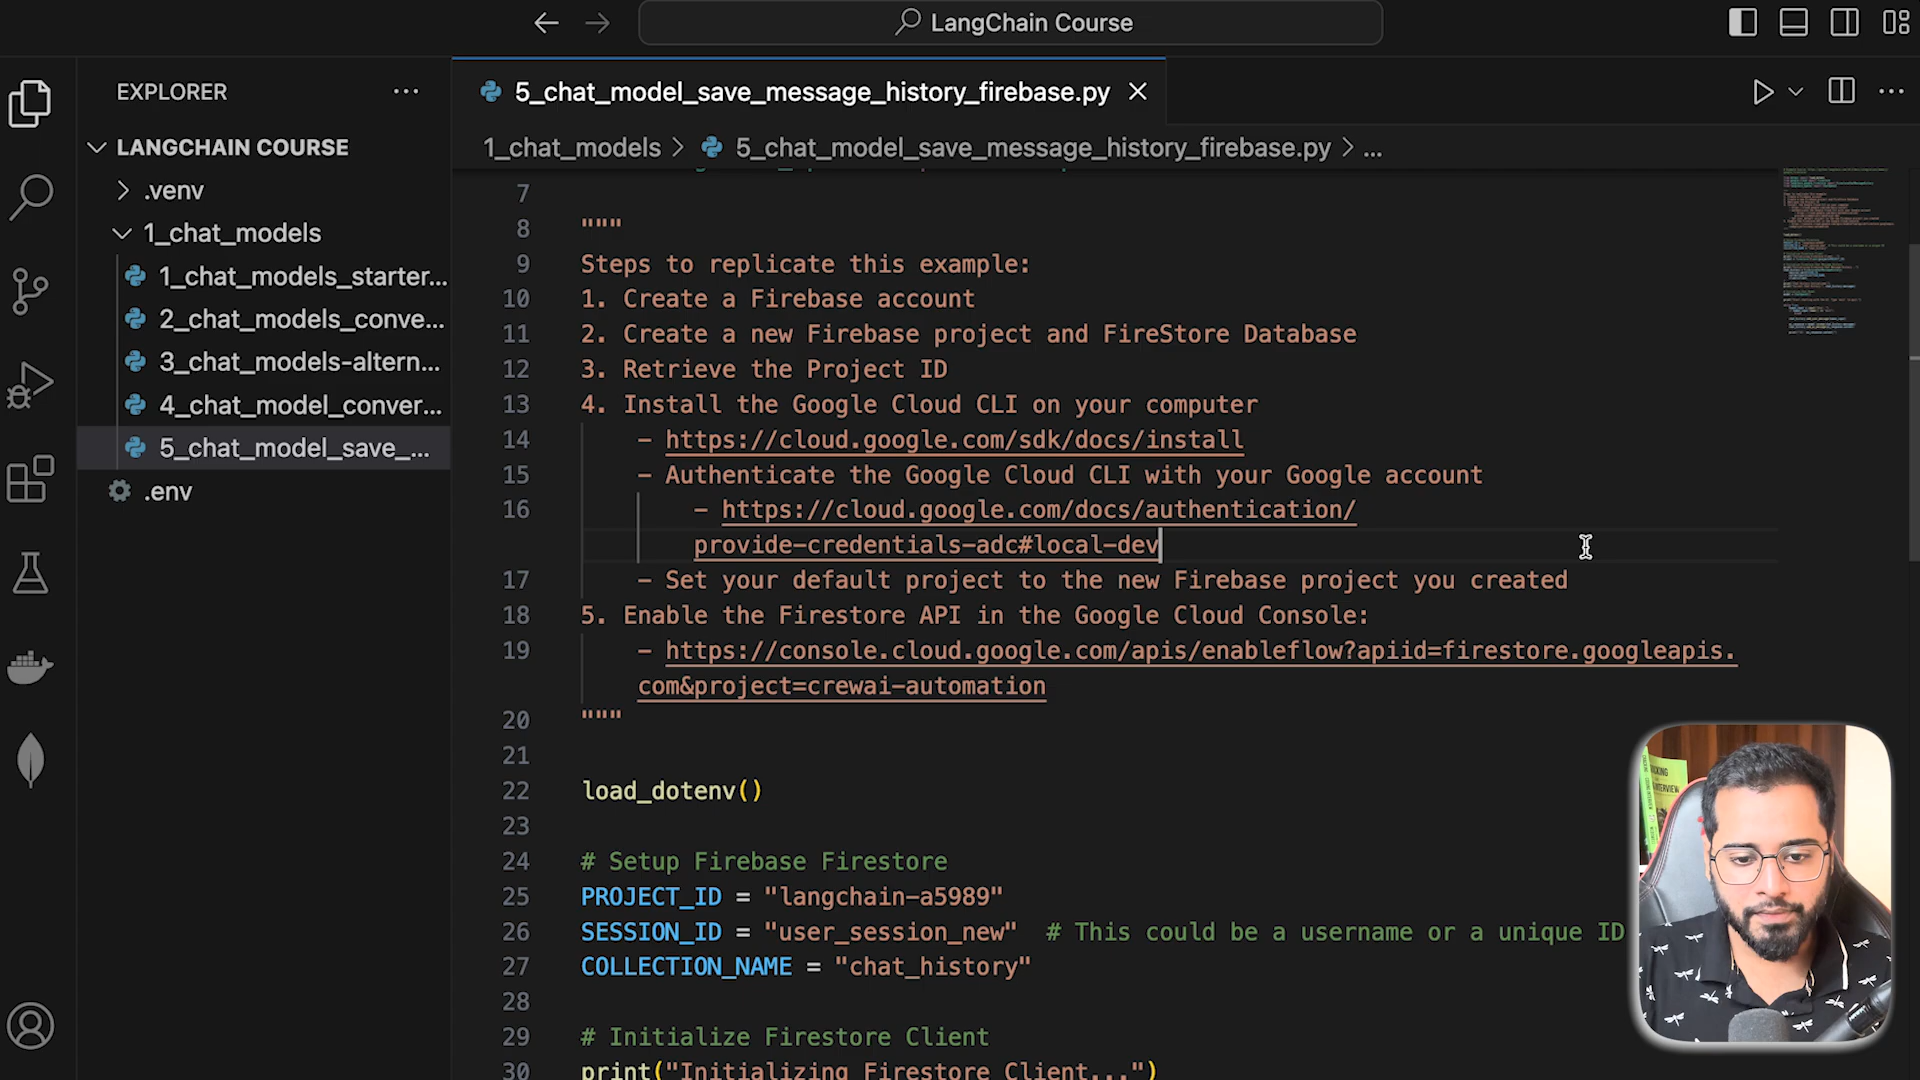 LangChain Course
EXPLORER
5_chat_model_save_message_history_firebase.py
LANGCHAIN COURSE
1_chat_models > 5_chat_model_save_message_history_firebase.py > ...
.venv
1_chat_models
1_chat_models_starter...
2_chat_models_conve...
3_chat_models-altern...
4_chat_model_conver...
5_chat_model_save_...
.env
7
8 """
9 Steps to replicate this example:
10 1. Create a Firebase account
11 2. Create a new Firebase project and FireStore Database
12 3. Retrieve the Project ID
13 4. Install the Google Cloud CLI on your computer
14 - https://cloud.google.com/sdk/docs/install
15 - Authenticate the Google Cloud CLI with your Google account
16 - https://cloud.google.com/docs/authentication/
provide-credentials-adc#local-dev
17 - Set your default project to the new Firebase project you created
18 5. Enable the Firestore API in the Google Cloud Console:
19 - https://console.cloud.google.com/apis/enableflow?apiid=firestore.googleapis.
com&project=crewai-automation
20 """
21
22 load_dotenv()
23
24 # Setup Firebase Firestore
25 PROJECT_ID = "langchain-a5989"
26 SESSION_ID = "user_session_new" # This could be a username or a unique ID
27 COLLECTION_NAME = "chat_history"
28
29 # Initialize Firestore Client
30 print("Initializing Firestore Client...")